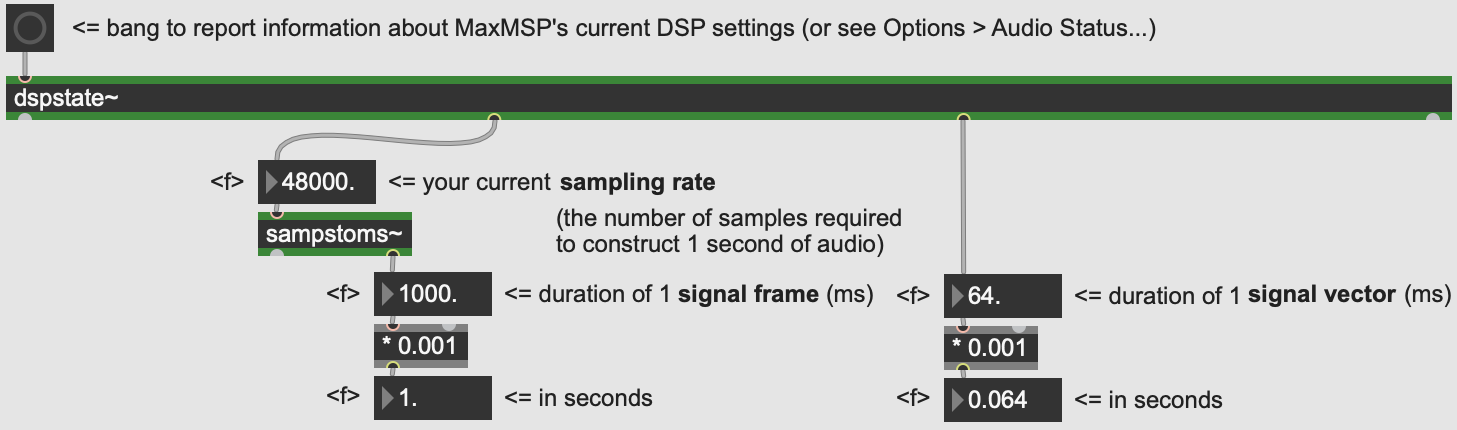 <= bang to report information about MaxMSP's current DSP settings (or see Options > Audio Status...)
dspstate~
<f> 48000. <= your current sampling rate
sampstoms~ (the number of samples required
to construct 1 second of audio)
<f> 1000. <= duration of 1 signal frame (ms) <f> 64. <= duration of 1 signal vector (ms)
* 0.001 * 0.001
<f> 1. <= in seconds <f> 0.064 <= in seconds